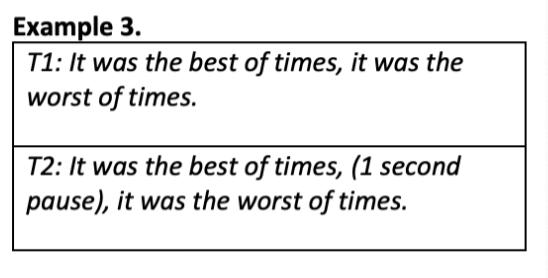 Example 3.
T1: It was the best of times, it was the
worst of times.
T2: It was the best of times, (1 second
pause), it was the worst of times.